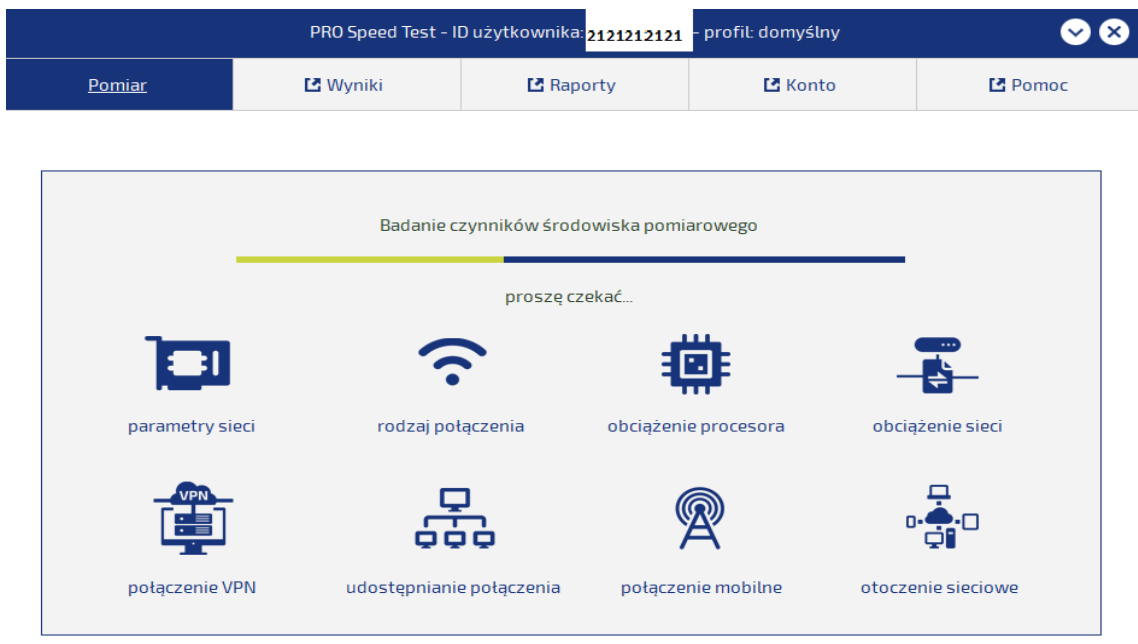 PRO Speed Test - ID użytkownika: 2121212121 - profil: domyślny
Pomiar Wyniki Raporty Konto Pomoc
Badanie czynników środowiska pomiarowego
proszę czekać...
parametry sieci rodzaj połączenia obciążenie procesora obciążenie sieci
VPN
połączenie VPN udostępnianie połączenia połączenie mobilne otoczenie sieciowe